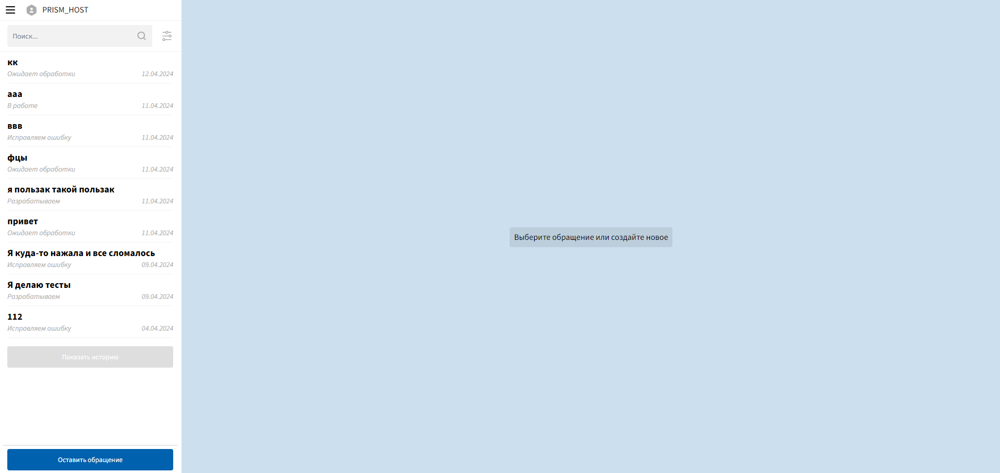 PRISM_HOST
Поиск...
кк
Ожидает обработки 12.04.2024
ааа
В работе 11.04.2024
ввв
Исправляем ошибку 11.04.2024
фцы
Ожидает обработки 11.04.2024
я пользак такой пользак
Разрабатываем 11.04.2024
привет
Ожидает обработки 11.04.2024
Я куда-то нажала и все сломалось
Исправляем ошибку 09.04.2024
Я делаю тесты
Разрабатываем 09.04.2024
112
Исправляем ошибку 04.04.2024
Показать историю
Оставить обращение
Выберите обращение или создайте новое